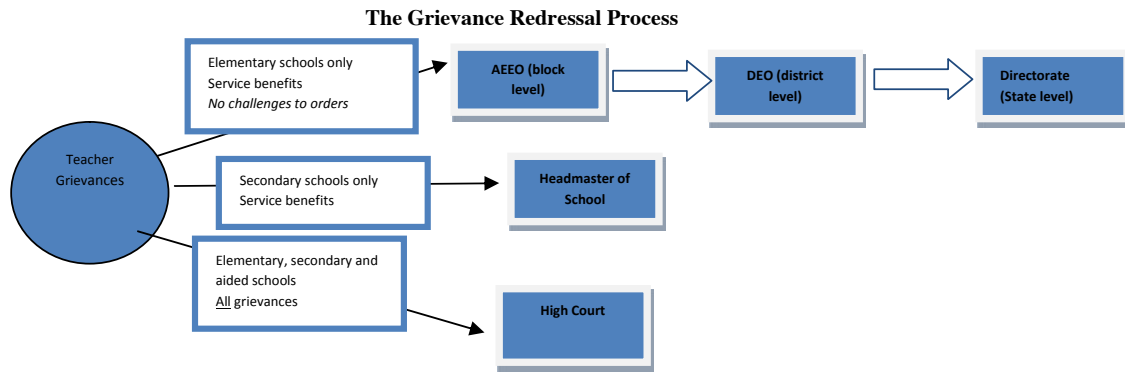 The Grievance Redressal Process
Elementary schools only
Service benefits
No challenges to orders
AEEO (block
level)
DEO (district
level)
Directorate
(State level)
Teacher
Grievances
Secondary schools only
Service benefits
Headmaster of
School
Elementary, secondary and
aided schools
All grievances
High Court